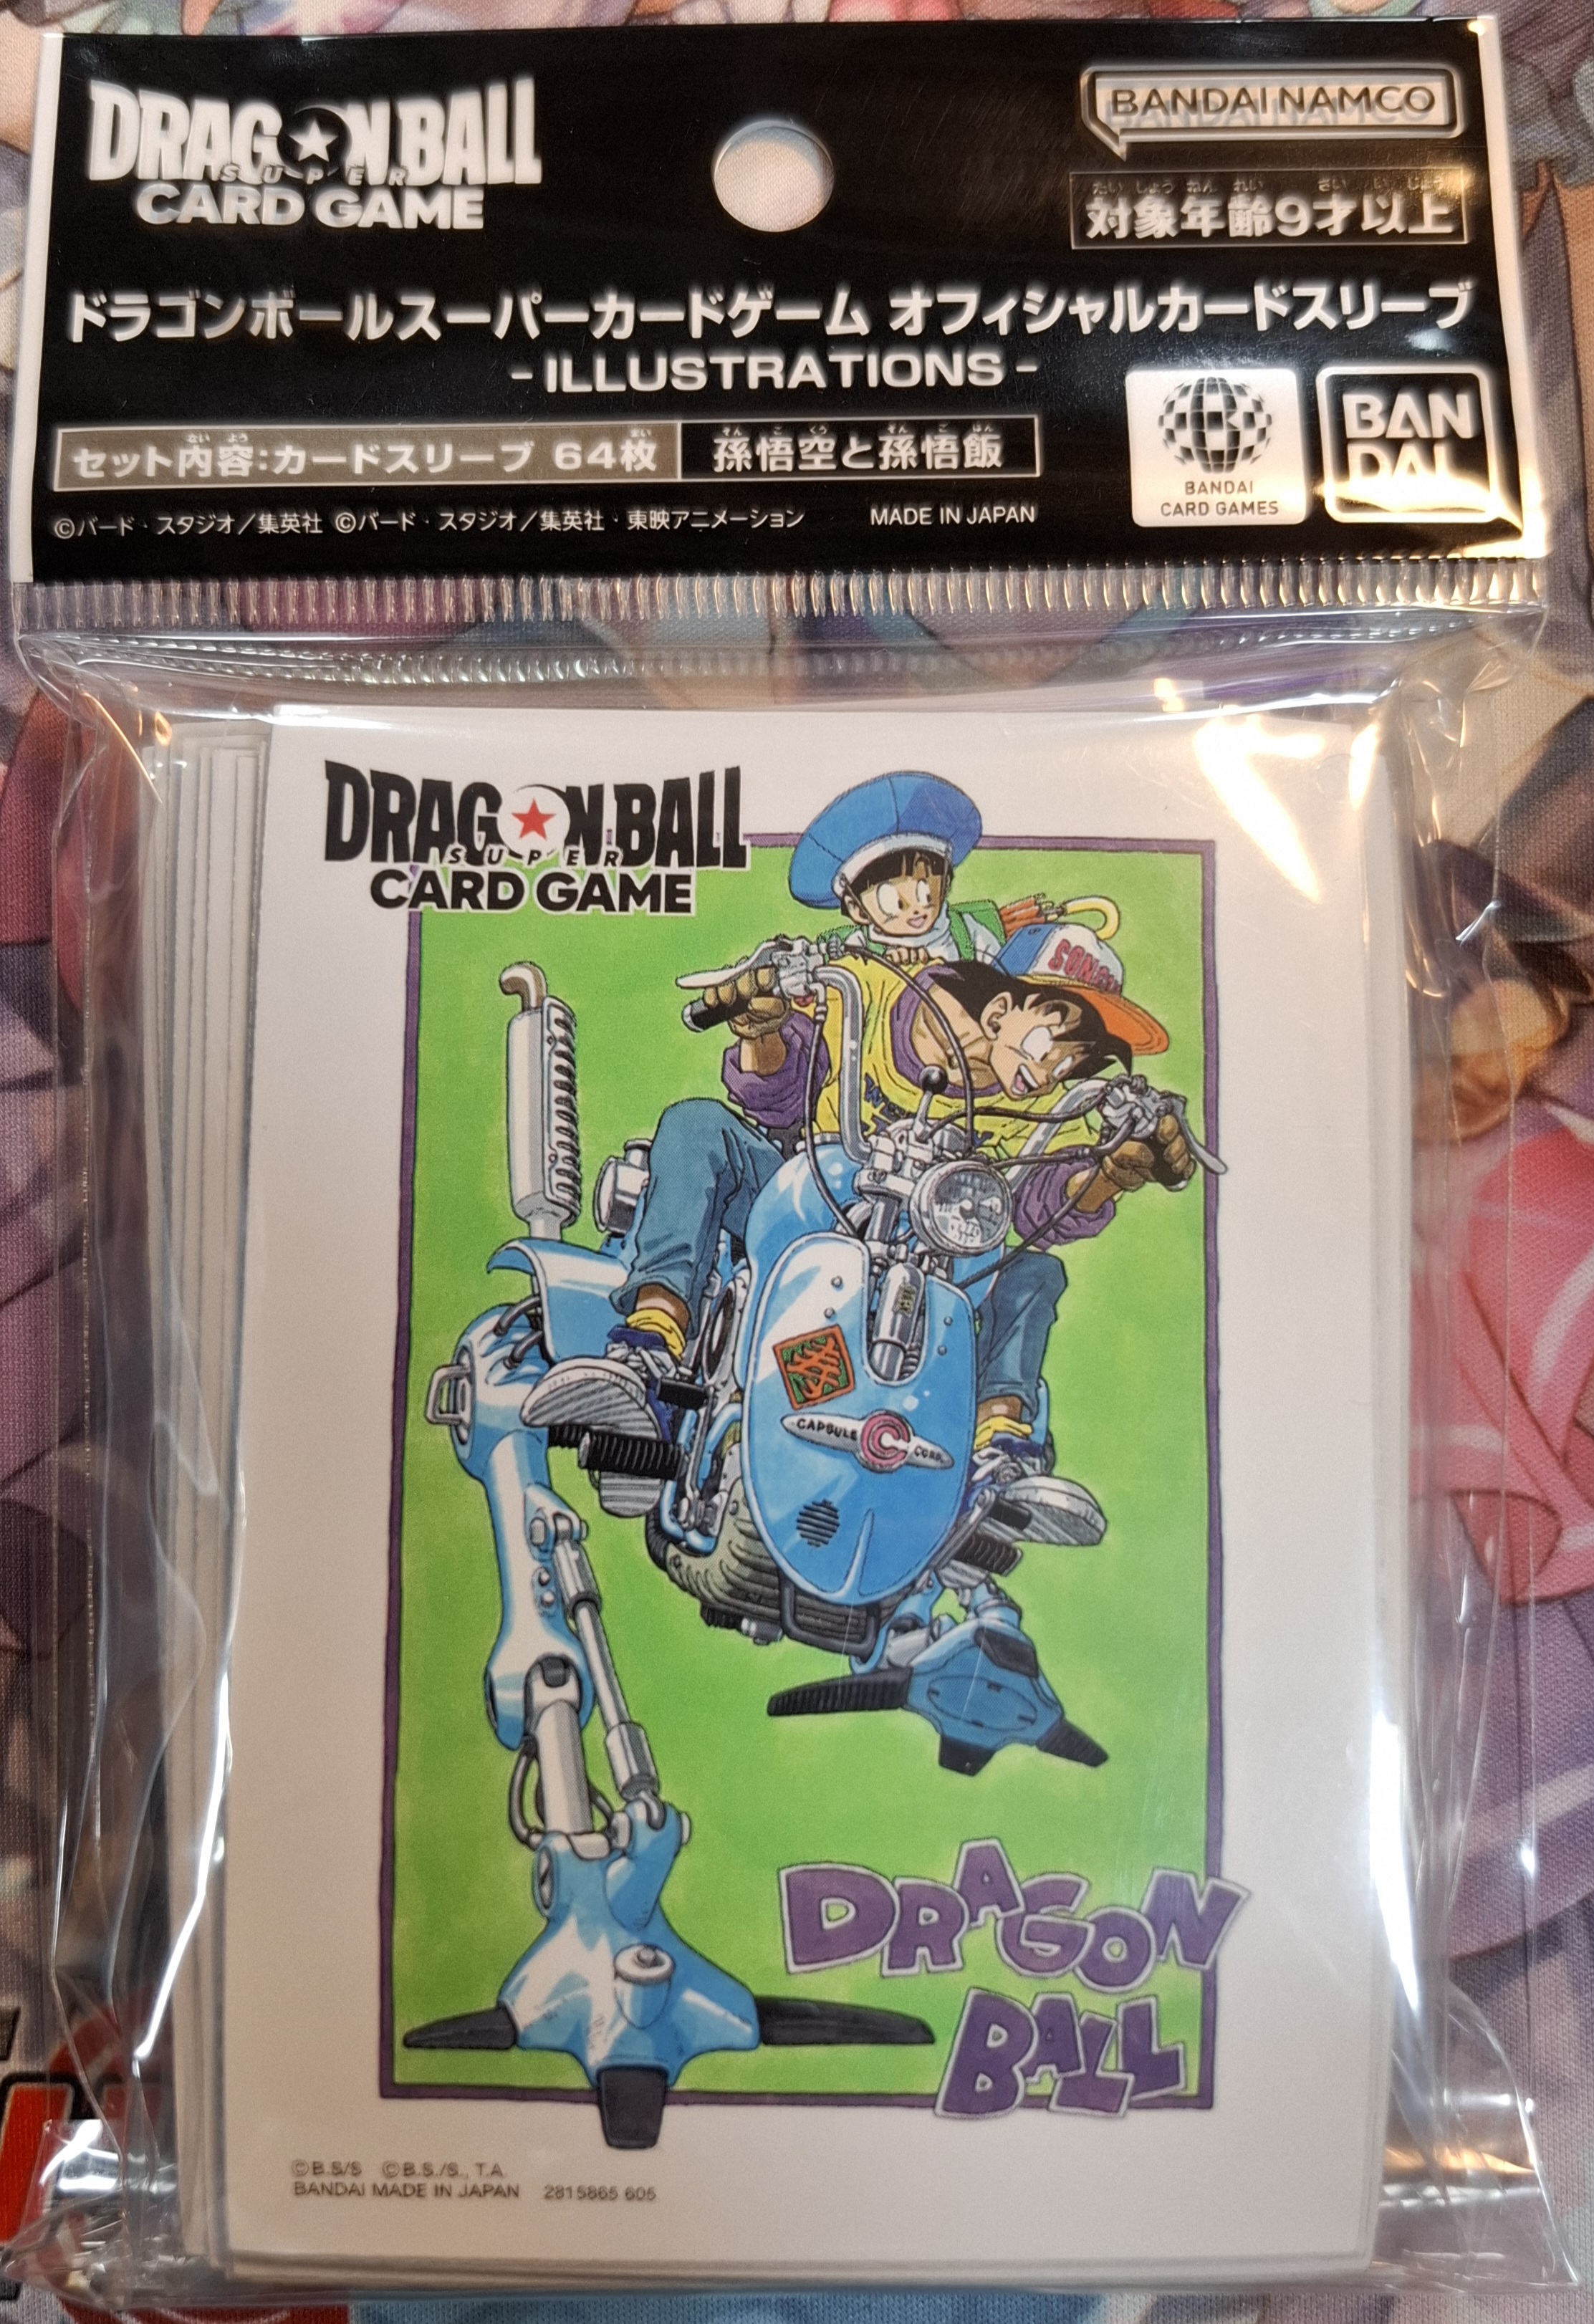 DRAGON BALL
SUPER
CARD GAME
BANDAI NAMCO
たいしょうねんれい さいいじょう
対象年齢9才以上
ドラゴンボールスーパーカードゲーム オフィシャルカードスリーブ
-ILLUSTRATIONS-
ないよう まい
セット内容:カードスリーブ 64枚
そんごくう そんごはん
孫悟空と孫悟飯
BANDAI
CARD GAMES
BAN
DAI
©バード・スタジオ/集英社 ©バード・スタジオ/集英社・東映アニメーション
MADE IN JAPAN
DRAGON BALL
SUPER
CARD GAME
CAPSULE CORP.
DRAGON
BALL
©B.S/S ©B.S./S., T.A
BANDAI MADE IN JAPAN 2815865 605